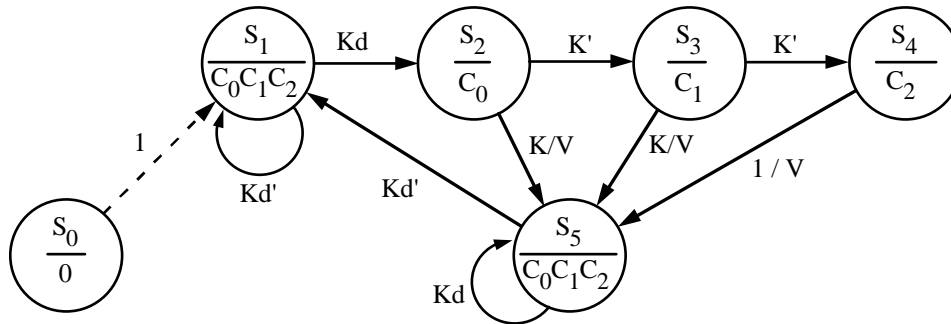 S1
C0C1C2
Kd
S2
C0
K'
S3
C1
K'
S4
C2
1
Kd'
K/V
K/V
1 / V
Kd'
S0
0
S5
C0C1C2
Kd